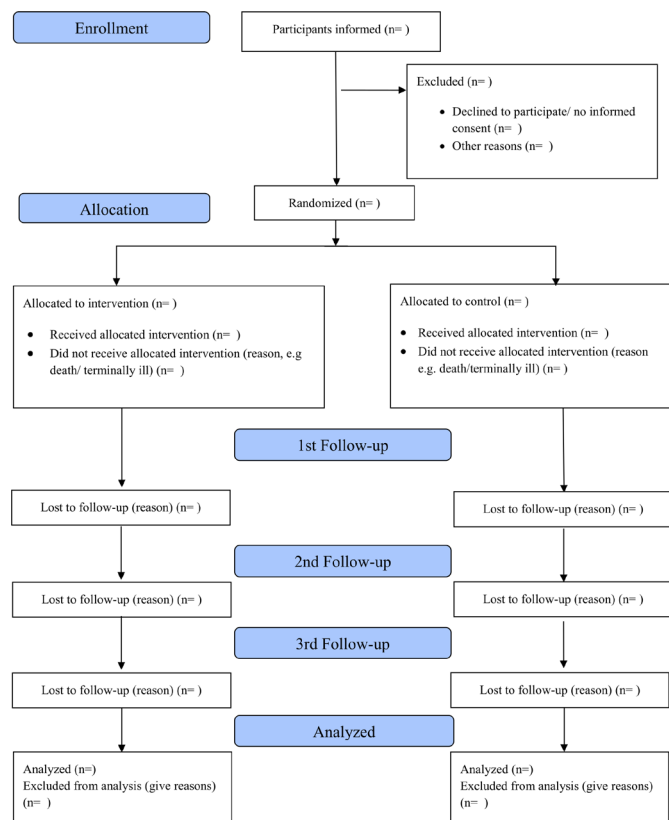 Enrollment
Participants informed (n= )
Excluded (n= )
• Declined to participate/ no informed
consent (n= )
• Other reasons (n= )
Allocation
Randomized (n= )
Allocated to intervention (n= )
• Received allocated intervention (n= )
• Did not receive allocated intervention (reason, e.g
death/ terminally ill) (n= )
Allocated to control (n= )
• Received allocated intervention (n= )
• Did not receive allocated intervention (reason
e.g. death/terminally ill) (n= )
1st Follow-up
Lost to follow-up (reason) (n= )
Lost to follow-up (reason) (n= )
2nd Follow-up
Lost to follow-up (reason) (n= )
Lost to follow-up (reason) (n= )
3rd Follow-up
Lost to follow-up (reason) (n= )
Lost to follow-up (reason) (n= )
Analyzed
Analyzed (n=)
Excluded from analysis (give reasons)
(n= )
Analyzed (n=)
Excluded from analysis (give reasons)
(n= )